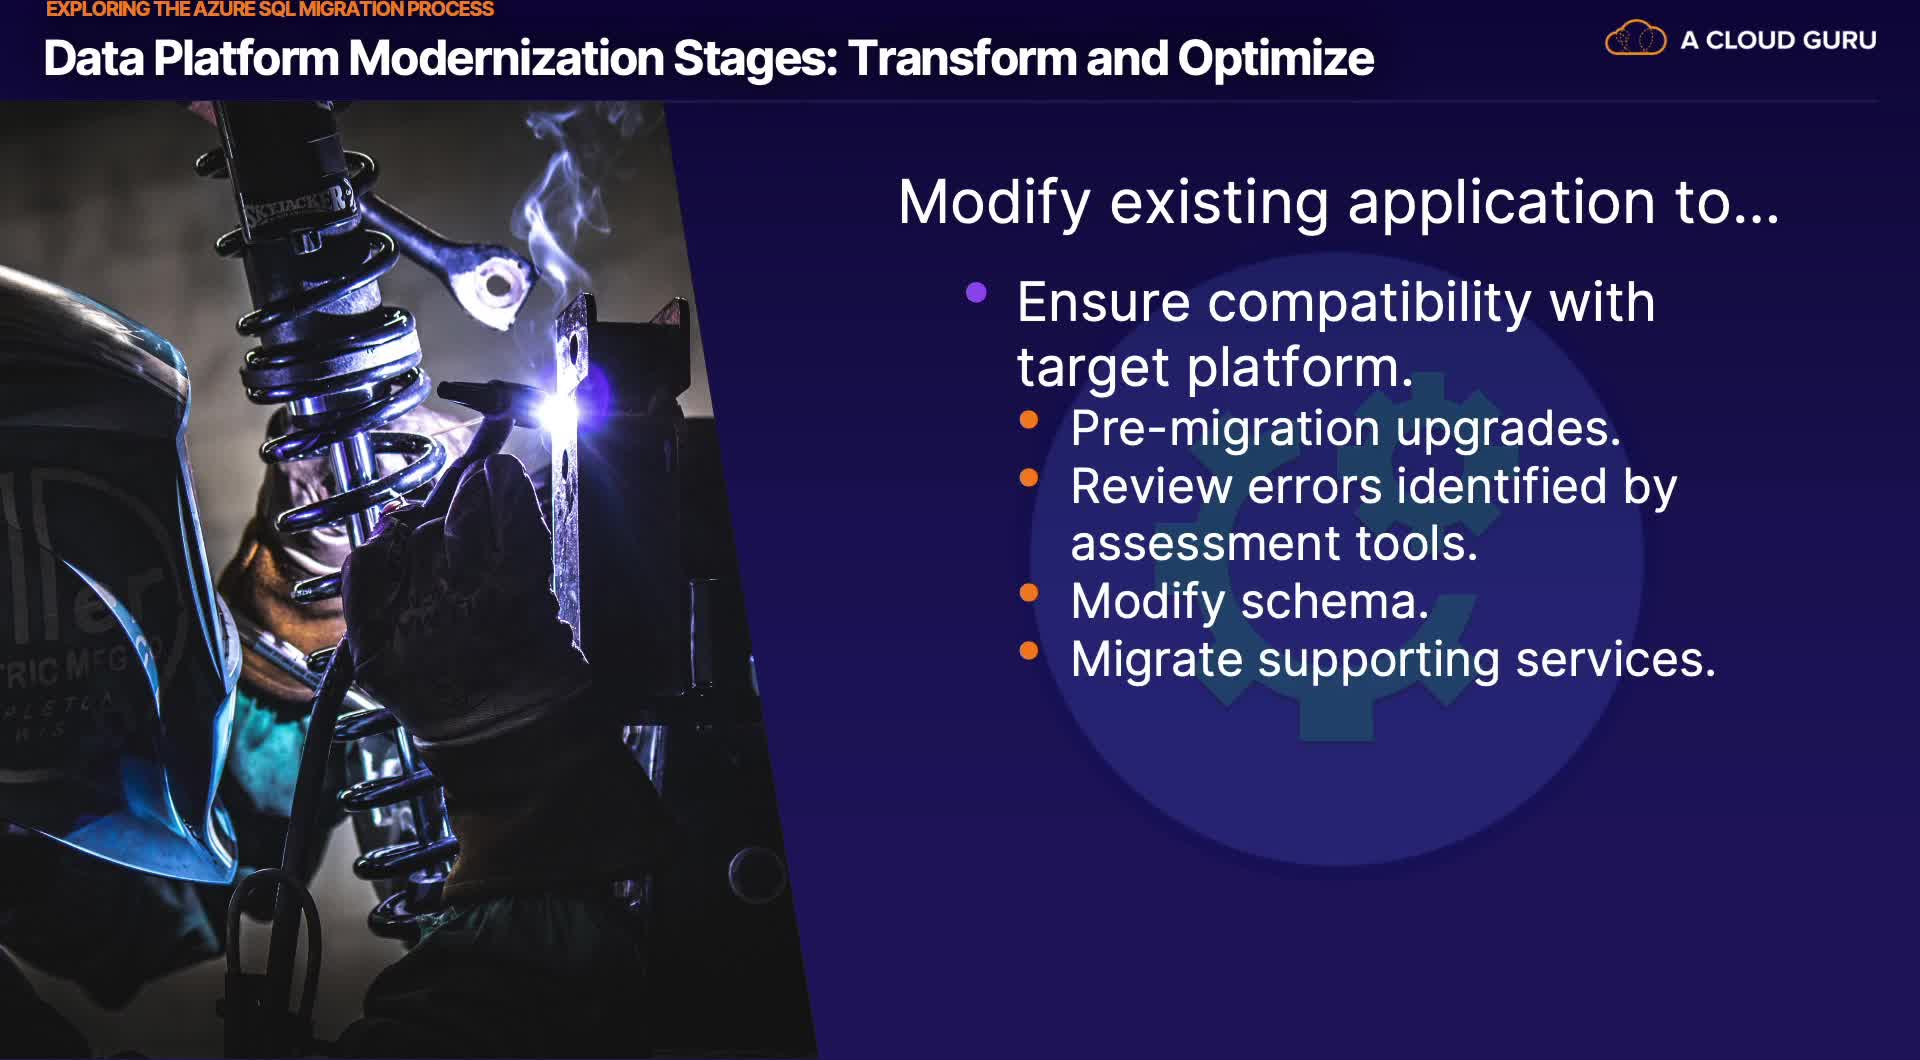 EXPLORING THE AZURE SQL MIGRATION PROCESS
Data Platform Modernization Stages: Transform and Optimize
A CLOUD GURU
Modify existing application to...
Ensure compatibility with
target platform.
Pre-migration upgrades.
Review errors identified by
assessment tools.
Modify schema.
Migrate supporting services.
SKYJACKER